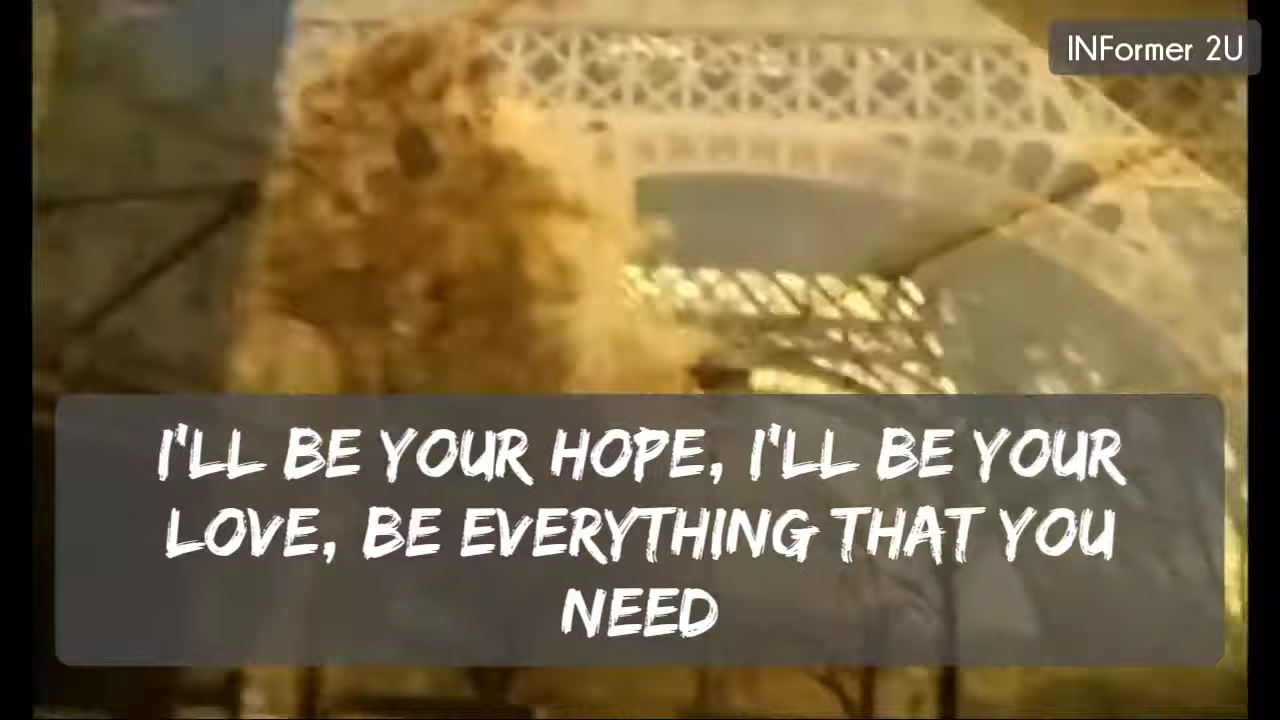 INFormer 2U
I'LL BE YOUR HOPE, I'LL BE YOUR
LOVE, BE EVERYTHING THAT YOU
NEED